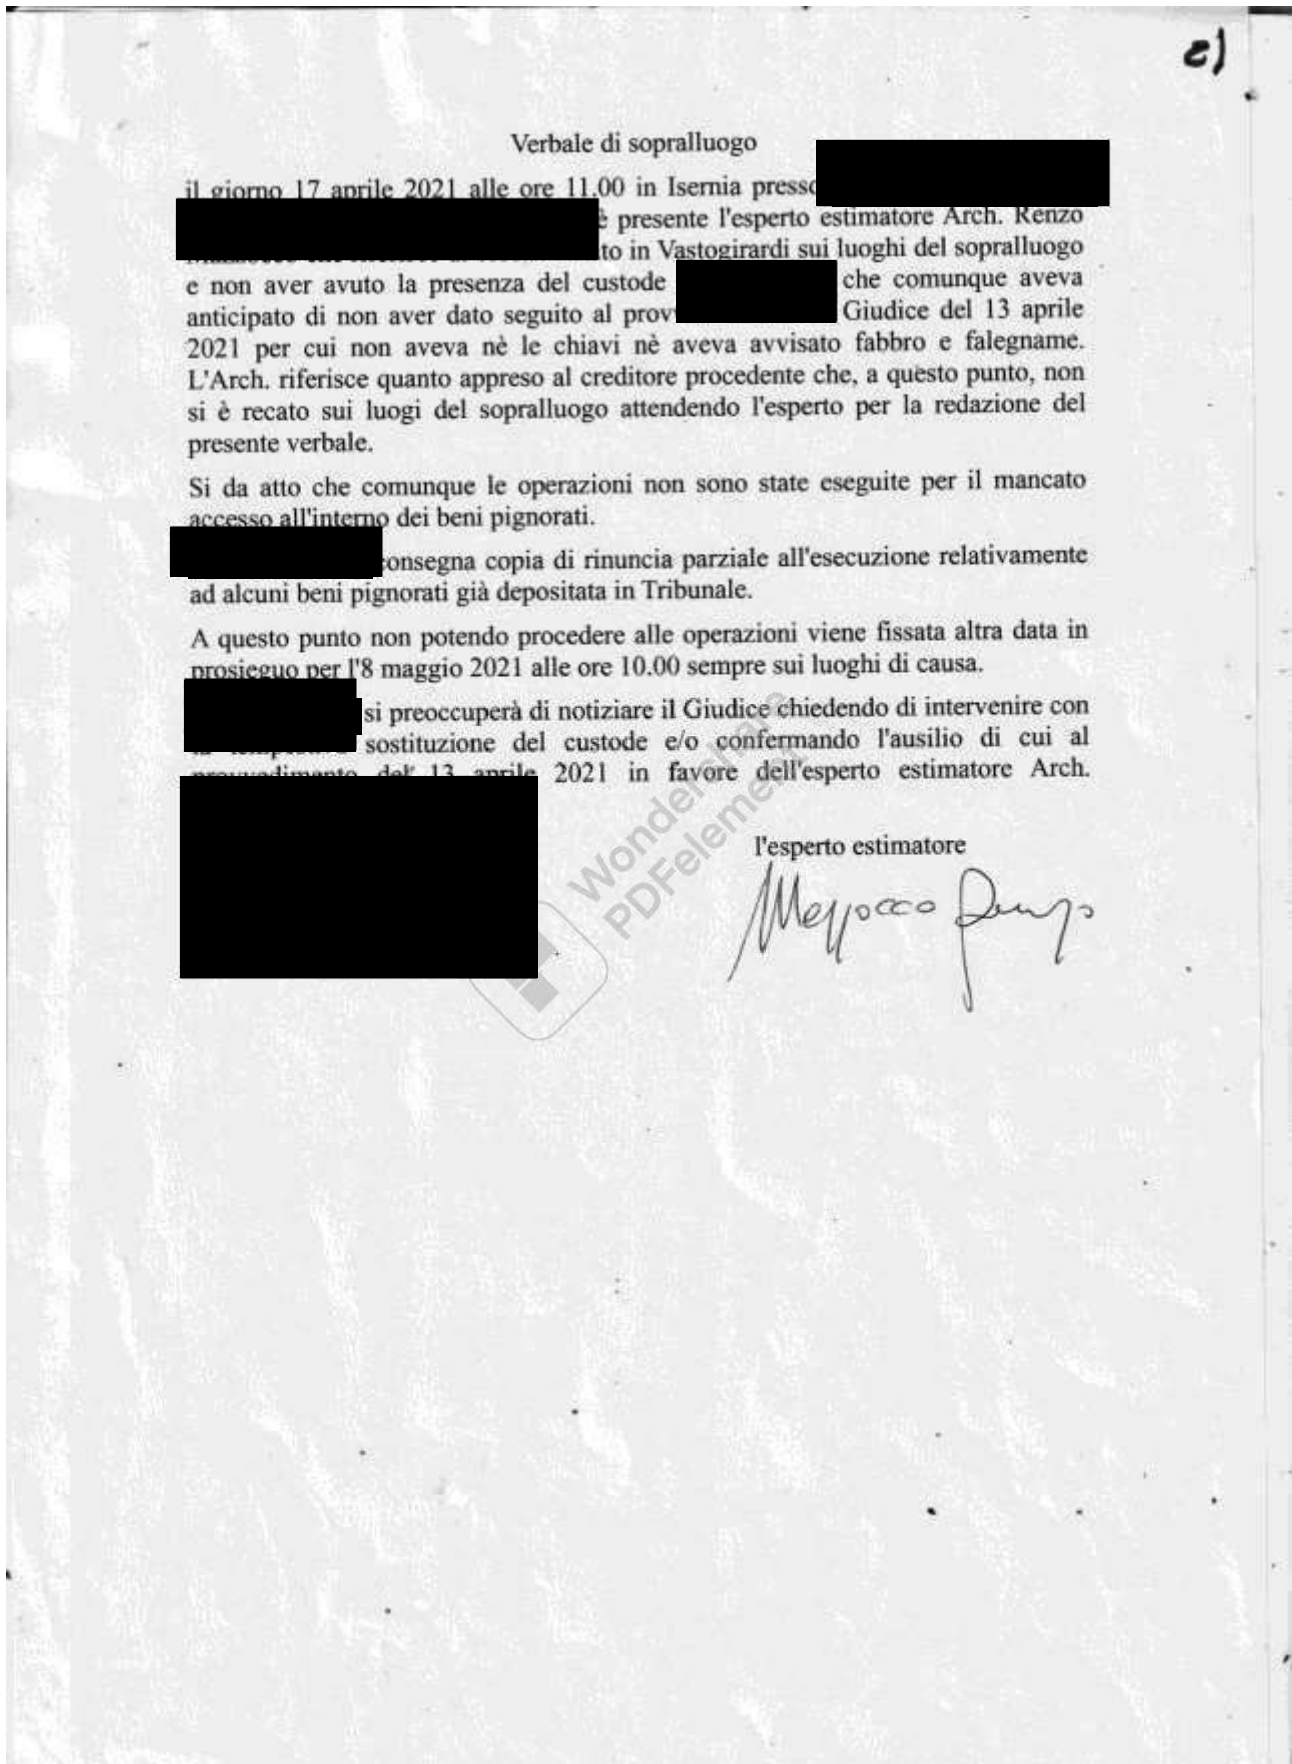 2)
Verbale di sopralluogo
il giorno 17 aprile 2021 alle ore 11.00 in Isernia presso
è presente l'esperto estimatore Arch. Renzo
to in Vastogirardi sui luoghi del sopralluogo
e non aver avuto la presenza del custode che comunque aveva
anticipato di non aver dato seguito al Giudice del 13 aprile
2021 per cui non aveva nè le chiavi nè aveva avvisato fabbro e falegname.
L'Arch. riferisce quanto appreso al creditore procedente che, a questo punto, non
si è recato sui luogi del sopralluogo attendendo l'esperto per la redazione del
presente verbale.
Si da atto che comunque le operazioni non sono state eseguite per il mancato
accesso all'interno dei beni pignorati.
consegna copia di rinuncia parziale all'esecuzione relativamente
ad alcuni beni pignorati già depositata in Tribunale.
A questo punto non potendo procedere alle operazioni viene fissata altra data in
prosieguo per l'8 maggio 2021 alle ore 10.00 sempre sui luoghi di causa.
si preoccuperà di notiziare il Giudice chiedendo di intervenire con
sostituzione del custode e/o confermando l'ausilio di cui al
provvedimento del 13 aprile 2021 in favore dell'esperto estimatore Arch.
l'esperto estimatore
Wondershare
PDFelement